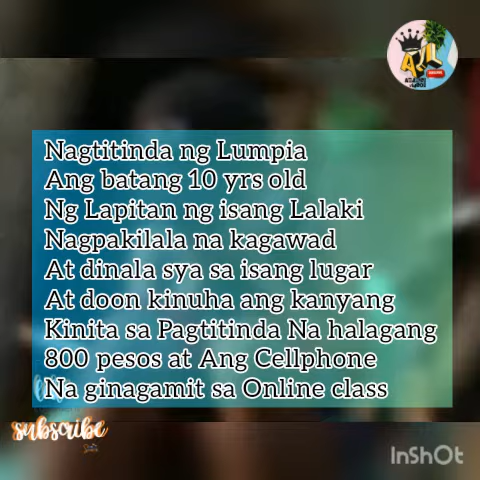 Nagtitinda ng Lumpia
Ang batang 10 yrs old
Ng Lapitan ng isang Lalaki
Nagpakilala na kagawad
At dinala sya sa isang lugar
At doon kinuha ang kanyang
Kinita sa Pagtitinda Na halagang
800 pesos at Ang Cellphone
Na ginagamit sa Online class
subscribe
InShOt